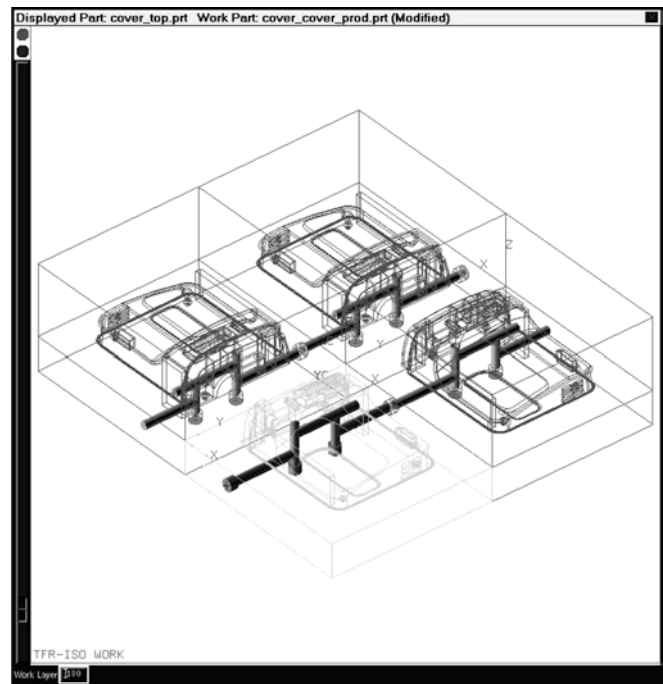 Displayed Part: cover_top.prt Work Part: cover_cover_prod.prt (Modified)
Z
X
Y
YC
X
Y
X
TFR-ISO WORK
Work Layer